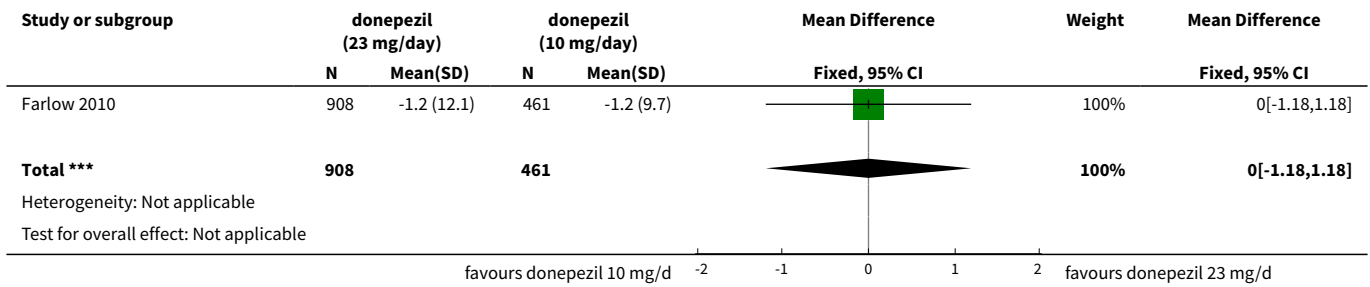 Study or subgroup donepezil donepezil Mean Difference Weight Mean Difference
(23 mg/day) (10 mg/day)
N Mean(SD) N Mean(SD) Fixed, 95% CI Fixed, 95% CI
Farlow 2010 908 -1.2 (12.1) 461 -1.2 (9.7) 100% 0[-1.18,1.18]
Total *** 908 461 100% 0[-1.18,1.18]
Heterogeneity: Not applicable
Test for overall effect: Not applicable
favours donepezil 10 mg/d -2 -1 0 1 2 favours donepezil 23 mg/d